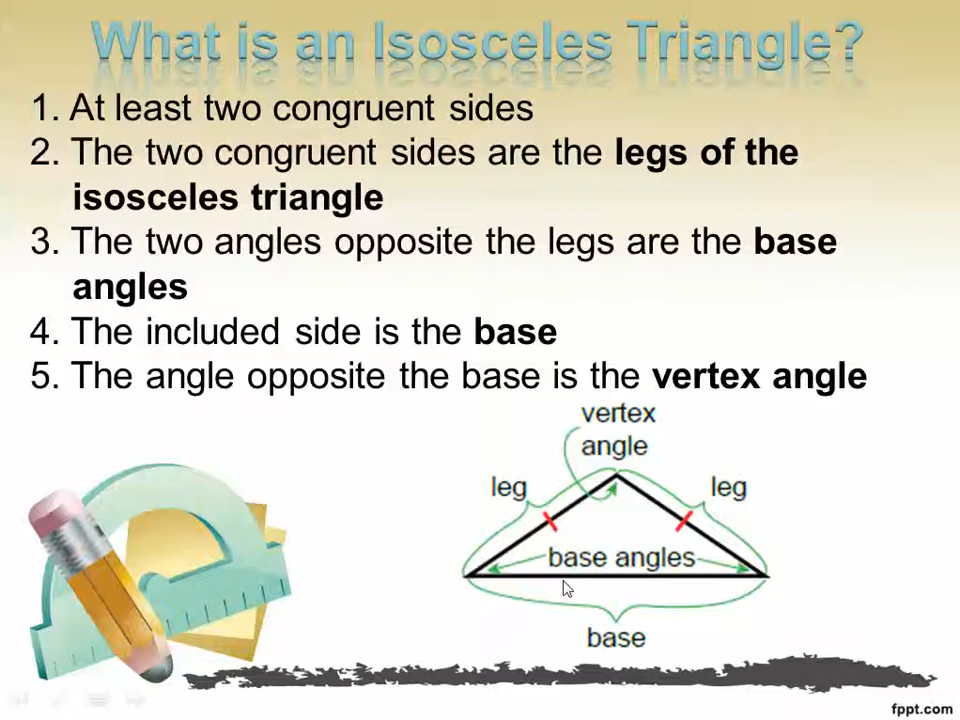 What is an Isosceles Triangle?
1. At least two congruent sides
2. The two congruent sides are the legs of the
isosceles triangle
3. The two angles opposite the legs are the base
angles
4. The included side is the base
5. The angle opposite the base is the vertex angle
vertex
angle
leg
leg
base angles
base
fppt.com